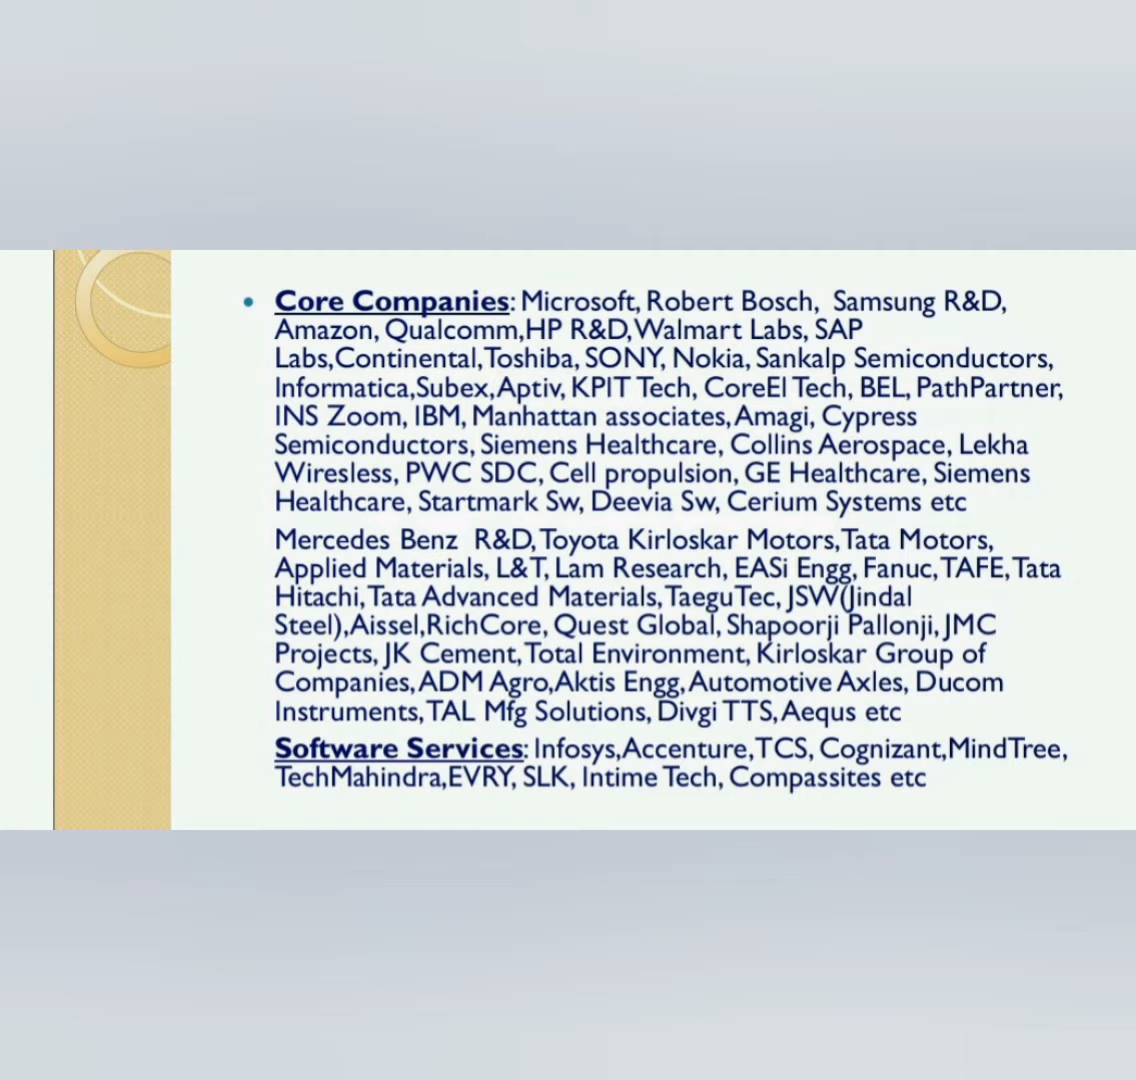 • Core Companies: Microsoft, Robert Bosch, Samsung R&D,
Amazon, Qualcomm,HP R&D,Walmart Labs, SAP
Labs,Continental,Toshiba, SONY, Nokia, Sankalp Semiconductors,
Informatica,Subex,Aptiv, KPIT Tech, CoreEl Tech, BEL, PathPartner,
INS Zoom, IBM, Manhattan associates,Amagi, Cypress
Semiconductors, Siemens Healthcare, Collins Aerospace, Lekha
Wiresless, PWC SDC, Cell propulsion, GE Healthcare, Siemens
Healthcare, Startmark Sw, Deevia Sw, Cerium Systems etc
Mercedes Benz R&D,Toyota Kirloskar Motors,Tata Motors,
Applied Materials, L&T, Lam Research, EASi Engg, Fanuc,TAFE,Tata
Hitachi,Tata Advanced Materials,TaeguTec, JSW(Jindal
Steel),Aissel,RichCore, Quest Global, Shapoorji Pallonji, JMC
Projects, JK Cement,Total Environment, Kirloskar Group of
Companies,ADM Agro,Aktis Engg,Automotive Axles, Ducom
Instruments,TAL Mfg Solutions, Divgi TTS,Aequs etc
Software Services: Infosys,Accenture,TCS, Cognizant,MindTree,
TechMahindra,EVRY, SLK, Intime Tech, Compassites etc